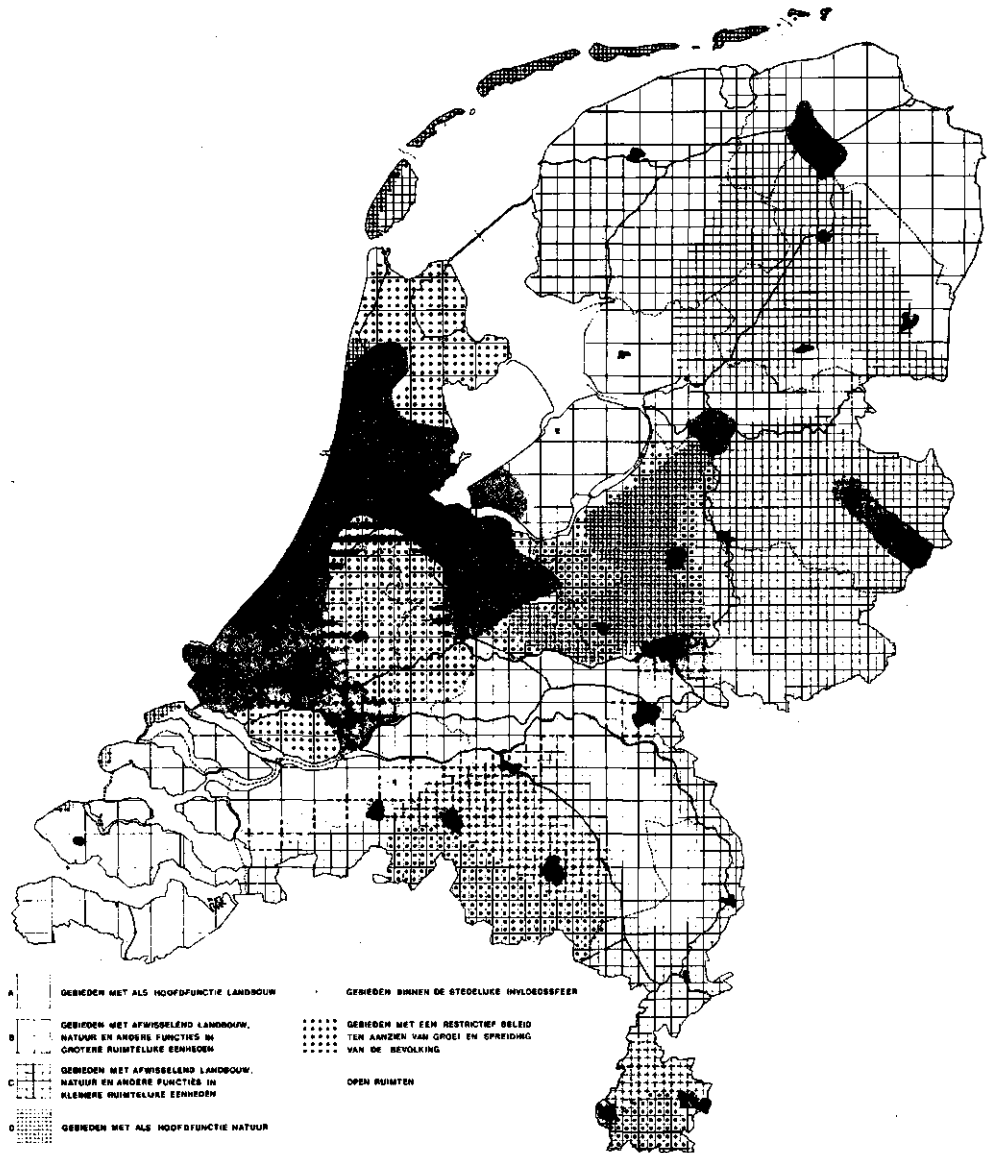 A GEBIEDEN MET ALS HOOFDFUNCTIE LANDBOUW
B GEBIEDEN MET AFWISSELEND LANDBOUW,
NATUUR EN ANDERE FUNCTIES IN
GROTERE RUIMTELIJKE EENHEDEN
C GEBIEDEN MET AFWISSELEND LANDBOUW,
NATUUR EN ANDERE FUNCTIES IN
KLEINERE RUIMTELIJKE EENHEDEN
D GEBIEDEN MET ALS HOOFDFUNCTIE NATUUR
GEBIEDEN BINNEN DE STEDELIJKE INVLOEDSSFEER
GEBIEDEN MET EEN RESTRICTIEF BELEID
TEN AANZIEN VAN GROEI EN SPREIDING
VAN DE BEVOLKING
OPEN RUIMTEN